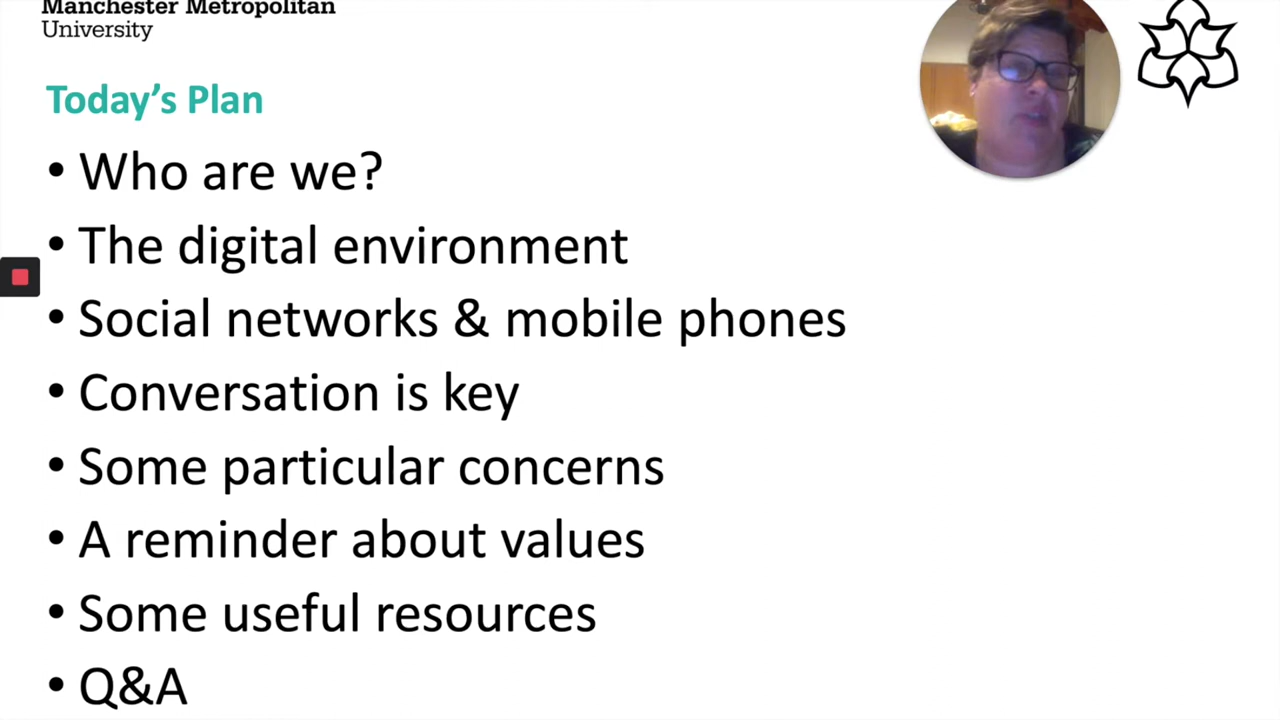 Manchester Metropolitan
University
Today's Plan
• Who are we?
• The digital environment
• Social networks & mobile phones
• Conversation is key
• Some particular concerns
• A reminder about values
• Some useful resources
• Q&A